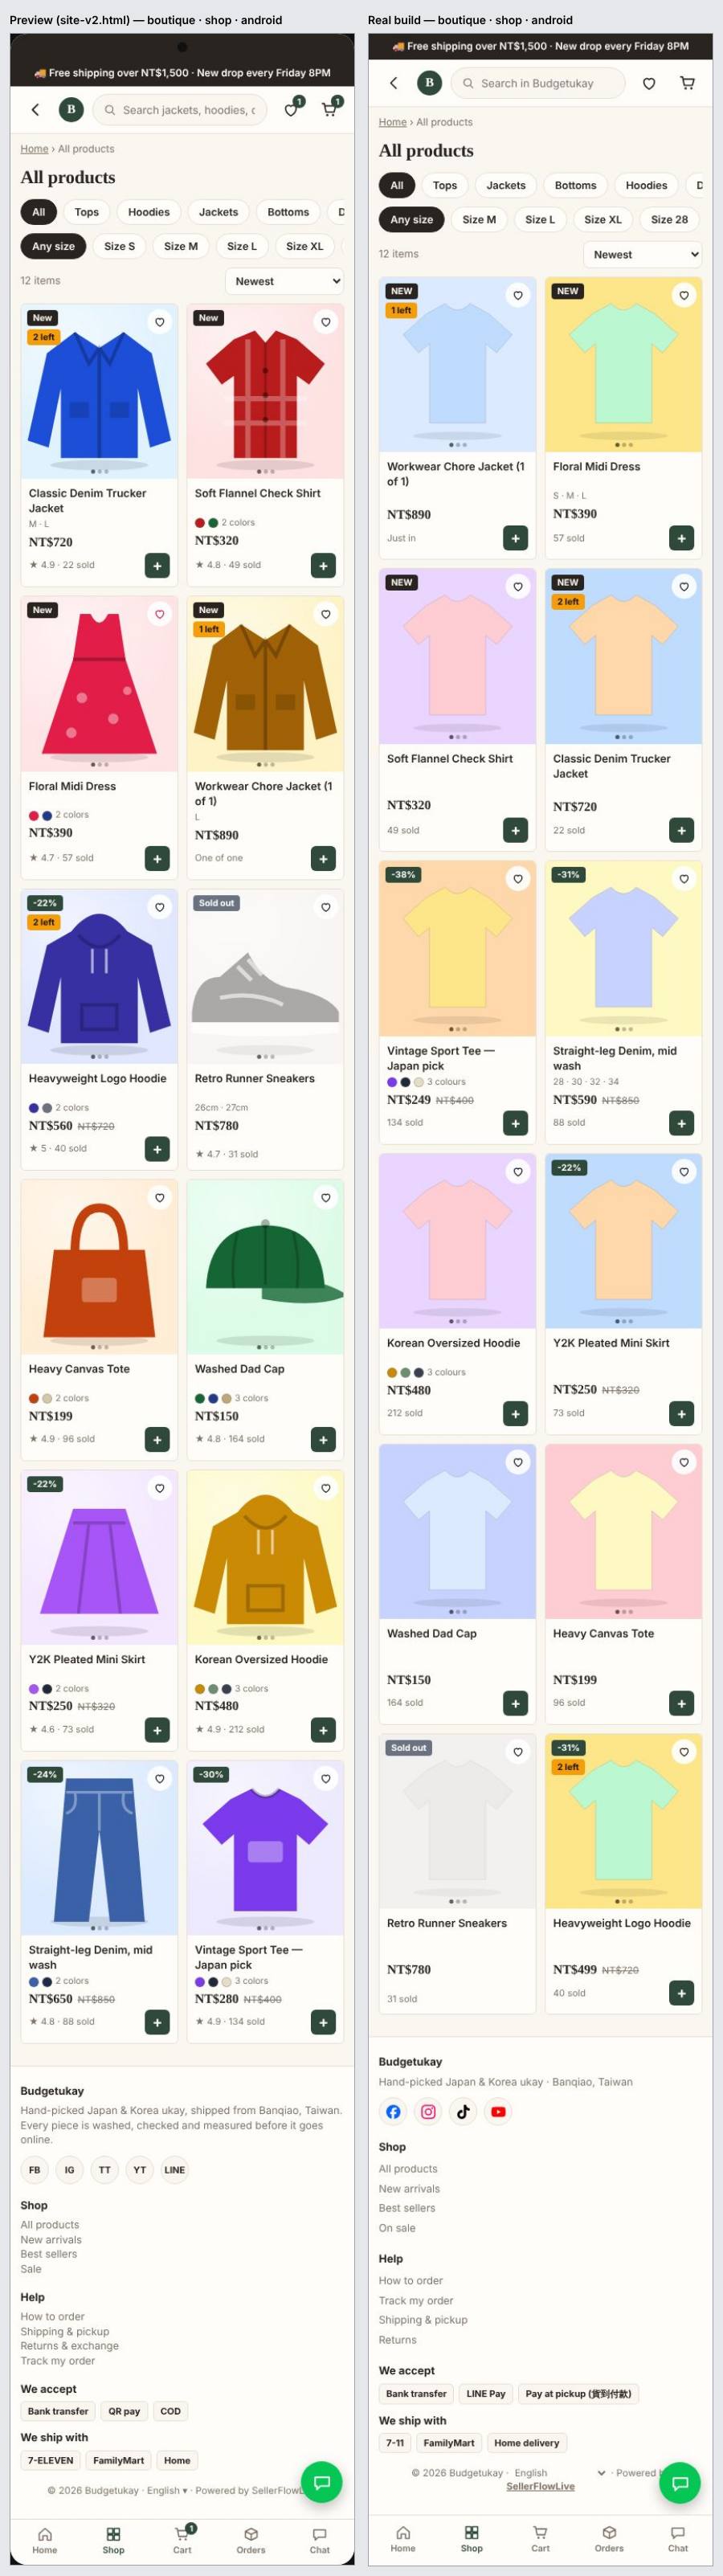 Preview (site-v2.html) — boutique · shop · android
🚚 Free shipping over NT$1,500 · New drop every Friday 8PM
B
Search jackets, hoodies, c
1
1
Home › All products
All products
All
Tops
Hoodies
Jackets
Bottoms
D
Any size
Size S
Size M
Size L
Size XL
12 items
Newest
New
2 left
New
Classic Denim Trucker
Jacket
M · L
NT$720
★ 4.9 · 22 sold
+
Soft Flannel Check Shirt
2 colors
NT$320
★ 4.8 · 49 sold
+
New
New
1 left
Floral Midi Dress
2 colors
NT$390
★ 4.7 · 57 sold
+
Workwear Chore Jacket (1
of 1)
L
NT$890
One of one
+
-22%
2 left
Sold out
Heavyweight Logo Hoodie
2 colors
NT$560 NT$720
★ 5 · 40 sold
+
Retro Runner Sneakers
26cm · 27cm
NT$780
★ 4.7 · 31 sold
Heavy Canvas Tote
2 colors
NT$199
★ 4.9 · 96 sold
+
Washed Dad Cap
3 colors
NT$150
★ 4.8 · 164 sold
+
-22%
Y2K Pleated Mini Skirt
2 colors
NT$250 NT$320
★ 4.6 · 73 sold
+
Korean Oversized Hoodie
3 colors
NT$480
★ 4.9 · 212 sold
+
-24%
-30%
Straight-leg Denim, mid
wash
2 colors
NT$650 NT$850
★ 4.8 · 88 sold
+
Vintage Sport Tee —
Japan pick
3 colors
NT$280 NT$400
★ 4.9 · 134 sold
+
Budgetukay
Hand-picked Japan & Korea ukay, shipped from Banqiao, Taiwan.
Every piece is washed, checked and measured before it goes
online.
FB
IG
TT
YT
LINE
Shop
All products
New arrivals
Best sellers
Sale
Help
How to order
Shipping & pickup
Returns & exchange
Track my order
We accept
Bank transfer
QR pay
COD
We ship with
7-ELEVEN
FamilyMart
Home
© 2026 Budgetukay · English ▾ · Powered by SellerFlowL
1
Home
Shop
Cart
Orders
Chat
Real build — boutique · shop · android
🚚 Free shipping over NT$1,500 · New drop every Friday 8PM
B
Search in Budgetukay
Home › All products
All products
All
Tops
Jackets
Bottoms
Hoodies
D
Any size
Size M
Size L
Size XL
Size 28
12 items
Newest
NEW
1 left
NEW
Workwear Chore Jacket (1
of 1)
NT$890
Just in
+
Floral Midi Dress
S · M · L
NT$390
57 sold
+
NEW
NEW
2 left
Soft Flannel Check Shirt
NT$320
49 sold
+
Classic Denim Trucker
Jacket
NT$720
22 sold
+
-38%
-31%
Vintage Sport Tee —
Japan pick
3 colours
NT$249 NT$400
134 sold
+
Straight-leg Denim, mid
wash
28 · 30 · 32 · 34
NT$590 NT$850
88 sold
+
-22%
Korean Oversized Hoodie
3 colours
NT$480
212 sold
+
Y2K Pleated Mini Skirt
NT$250 NT$320
73 sold
+
Washed Dad Cap
NT$150
164 sold
+
Heavy Canvas Tote
NT$199
96 sold
+
Sold out
-31%
2 left
Retro Runner Sneakers
NT$780
31 sold
Heavyweight Logo Hoodie
NT$499 NT$720
40 sold
+
Budgetukay
Hand-picked Japan & Korea ukay · Banqiao, Taiwan
Shop
All products
New arrivals
Best sellers
On sale
Help
How to order
Track my order
Shipping & pickup
Returns
We accept
Bank transfer
LINE Pay
Pay at pickup (貨到付款)
We ship with
7-11
FamilyMart
Home delivery
© 2026 Budgetukay · English · Powered
SellerFlowLive
Home
Shop
Cart
Orders
Chat